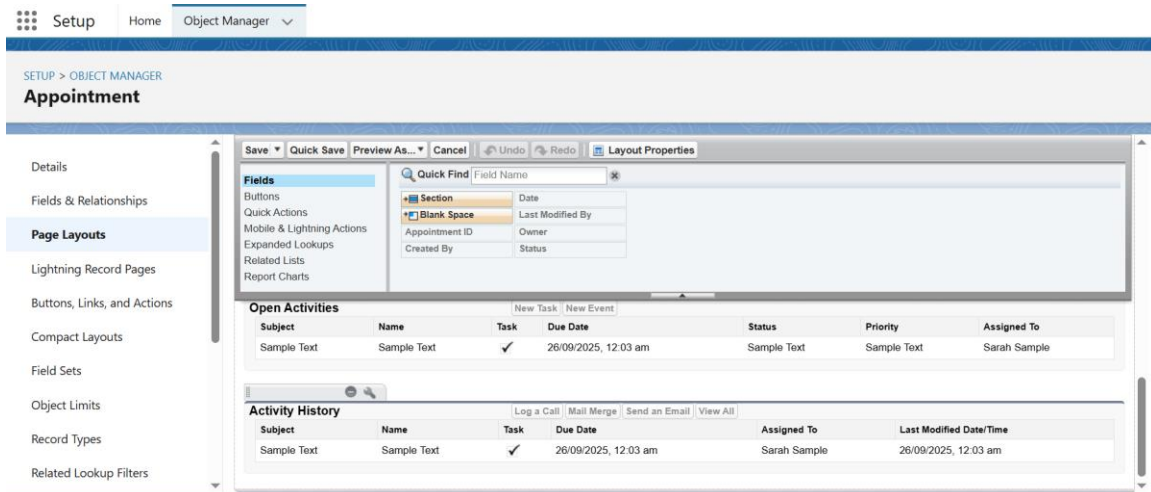 Setup Home Object Manager
SETUP > OBJECT MANAGER
Appointment
Details
Fields & Relationships
Page Layouts
Lightning Record Pages
Buttons, Links, and Actions
Compact Layouts
Field Sets
Object Limits
Record Types
Related Lookup Filters
Save Quick Save Preview As... Cancel Undo Redo Layout Properties
Fields
Buttons
Quick Actions
Mobile & Lightning Actions
Expanded Lookups
Related Lists
Report Charts
Quick Find Field Name
Section Date
Blank Space Last Modified By
Appointment ID Owner
Created By Status
Open Activities New Task New Event
Subject Name Task Due Date Status Priority Assigned To
Sample Text Sample Text ✓ 26/09/2025, 12:03 am Sample Text Sample Text Sarah Sample
Activity History Log a Call Mail Merge Send an Email View All
Subject Name Task Due Date Assigned To Last Modified Date/Time
Sample Text Sample Text ✓ 26/09/2025, 12:03 am Sarah Sample 26/09/2025, 12:03 am